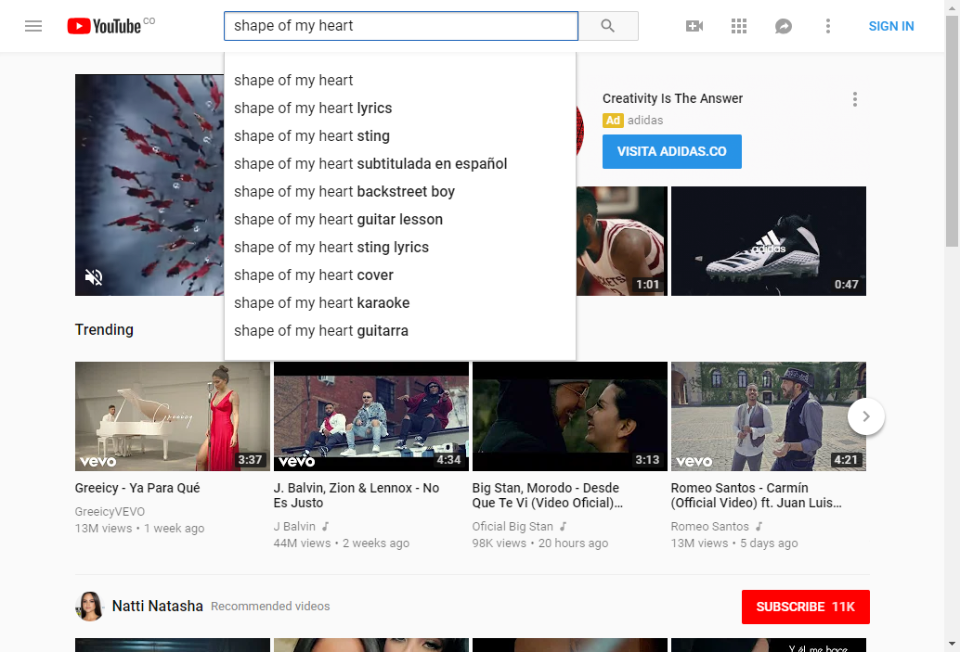 YouTube CO
shape of my heart
SIGN IN
shape of my heart
shape of my heart lyrics
shape of my heart sting
shape of my heart subtitulada en español
shape of my heart backstreet boy
shape of my heart guitar lesson
shape of my heart sting lyrics
shape of my heart cover
shape of my heart karaoke
shape of my heart guitarra
Creativity Is The Answer
Ad adidas
VISITA ADIDAS.CO
1:01
adidas
0:47
Trending
Greeicy
vevo 3:37
vevo 4:34
3:13
vevo 4:21
Greeicy - Ya Para Qué
GreeicyVEVO
13M views • 1 week ago
J. Balvin, Zion & Lennox - No
Es Justo
J Balvin
44M views • 2 weeks ago
Big Stan, Morodo - Desde
Que Te Vi (Video Oficial)...
Oficial Big Stan
98K views • 20 hours ago
Romeo Santos - Carmín
(Official Video) ft. Juan Luis...
Romeo Santos
13M views • 5 days ago
Natti Natasha Recommended videos
SUBSCRIBE 11K
Y él me hace